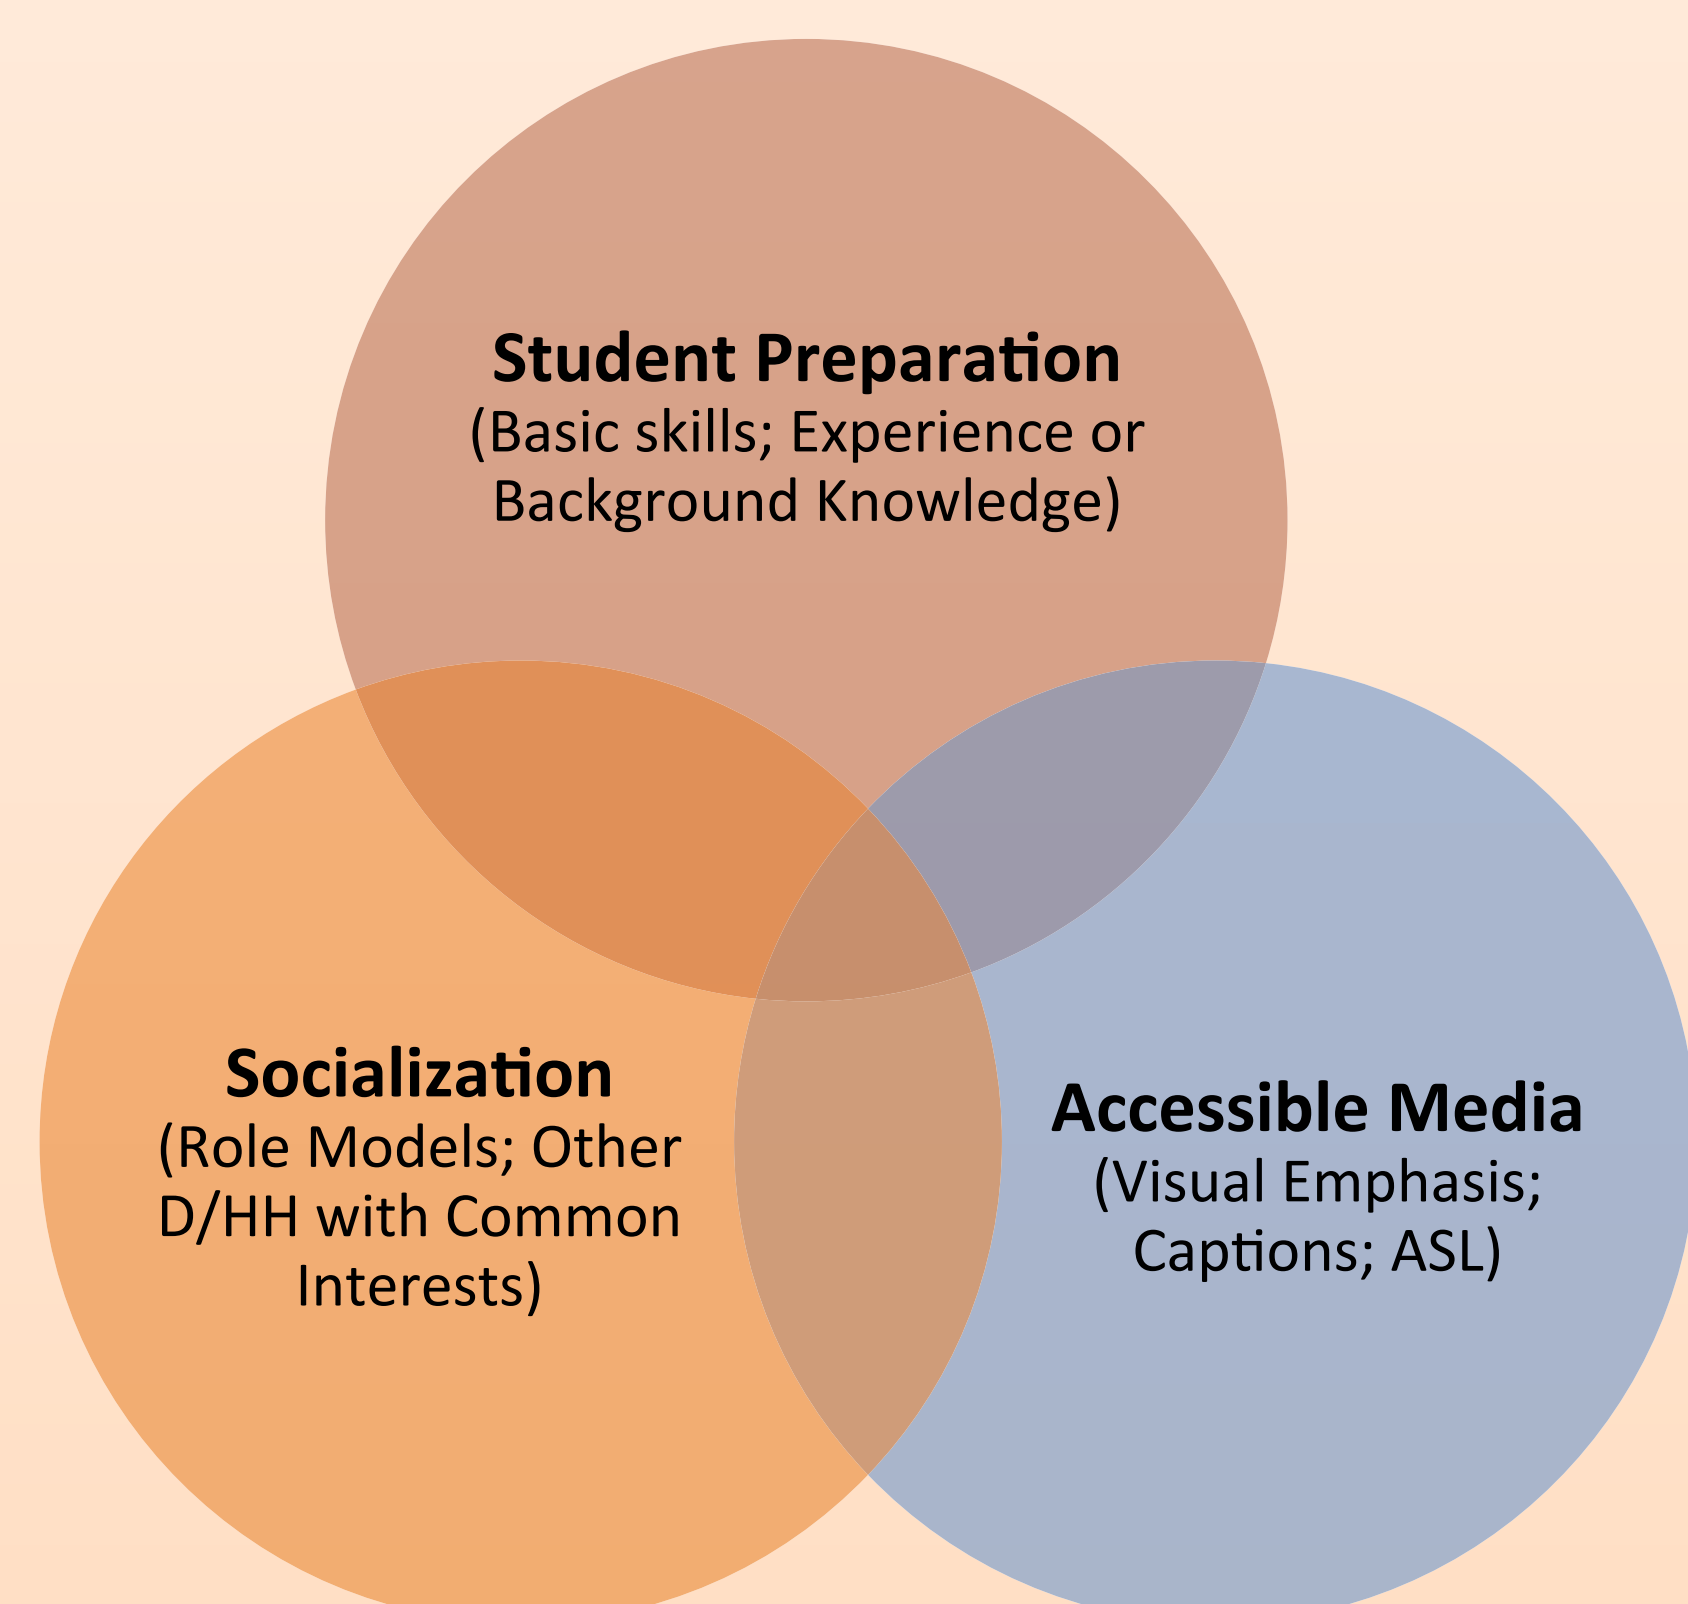 Student Preparation
(Basic skills; Experience or
Background Knowledge)
Socialization
(Role Models; Other
D/HH with Common
Interests)
Accessible Media
(Visual Emphasis;
Captions; ASL)